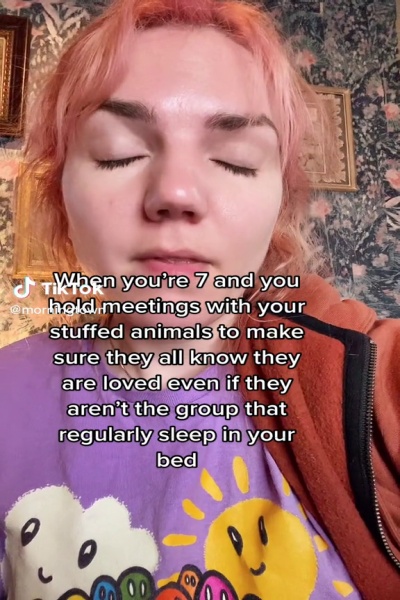 TikTok
When you're 7 and you
hold meetings with your
stuffed animals to make
sure they all know they
are loved even if they
aren't the group that
regularly sleep in your
bed